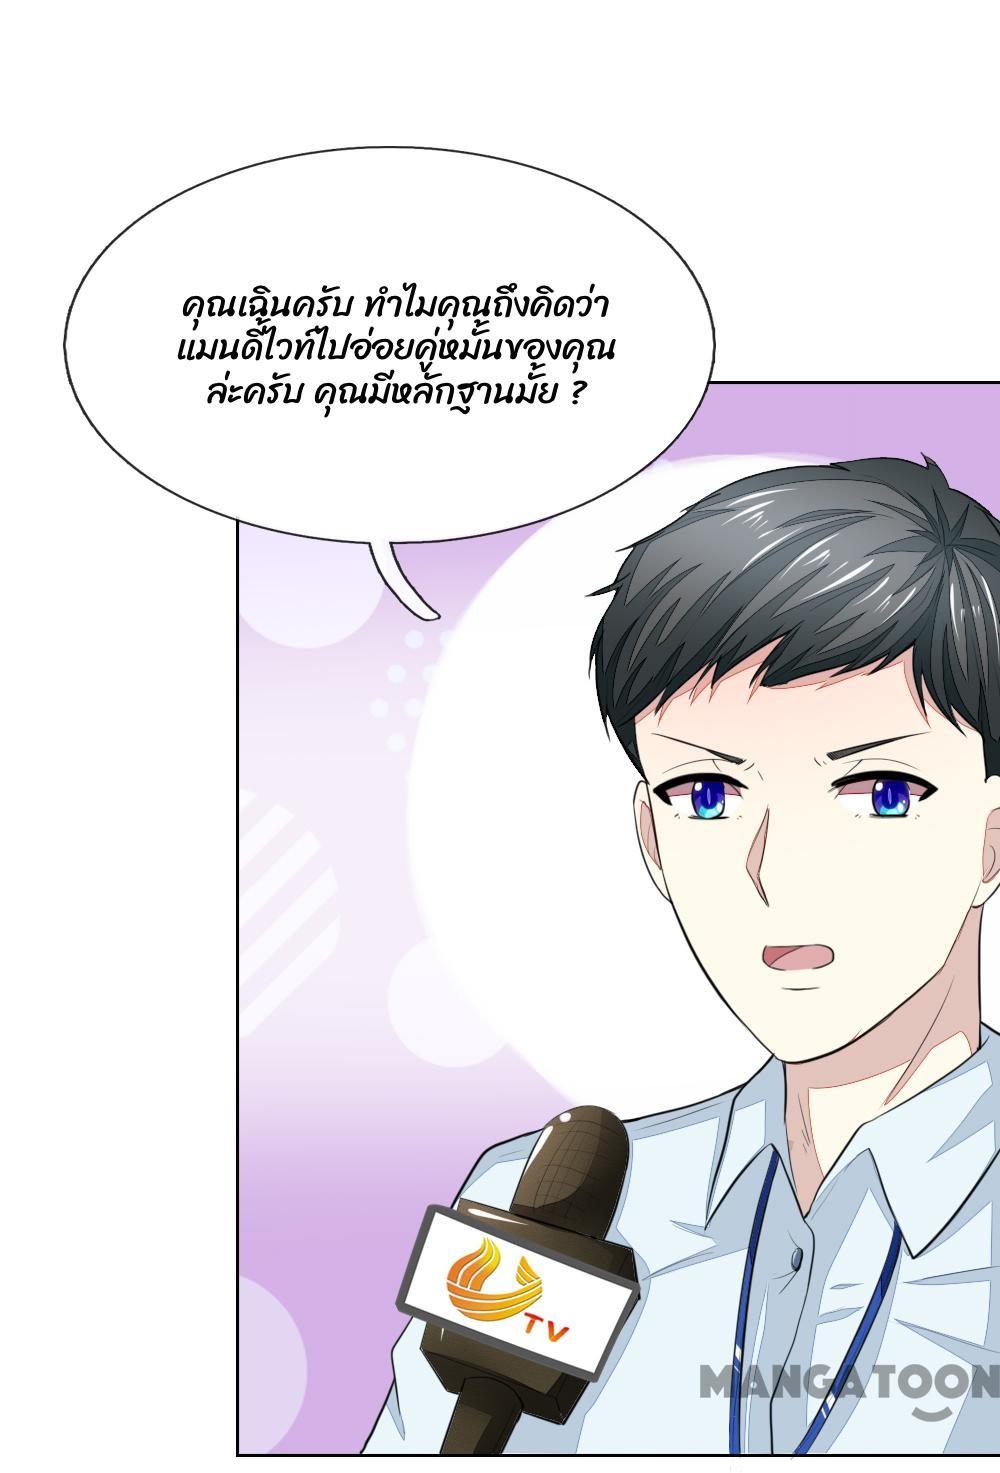 คุณเฉินครับ ทำไมคุณถึงคิดว่า
แมนดี้ไวท์ไปอ่อยคู่หมั้นของคุณ
ล่ะครับ คุณมีหลักฐานมั้ย ?
TV
MANGATOON